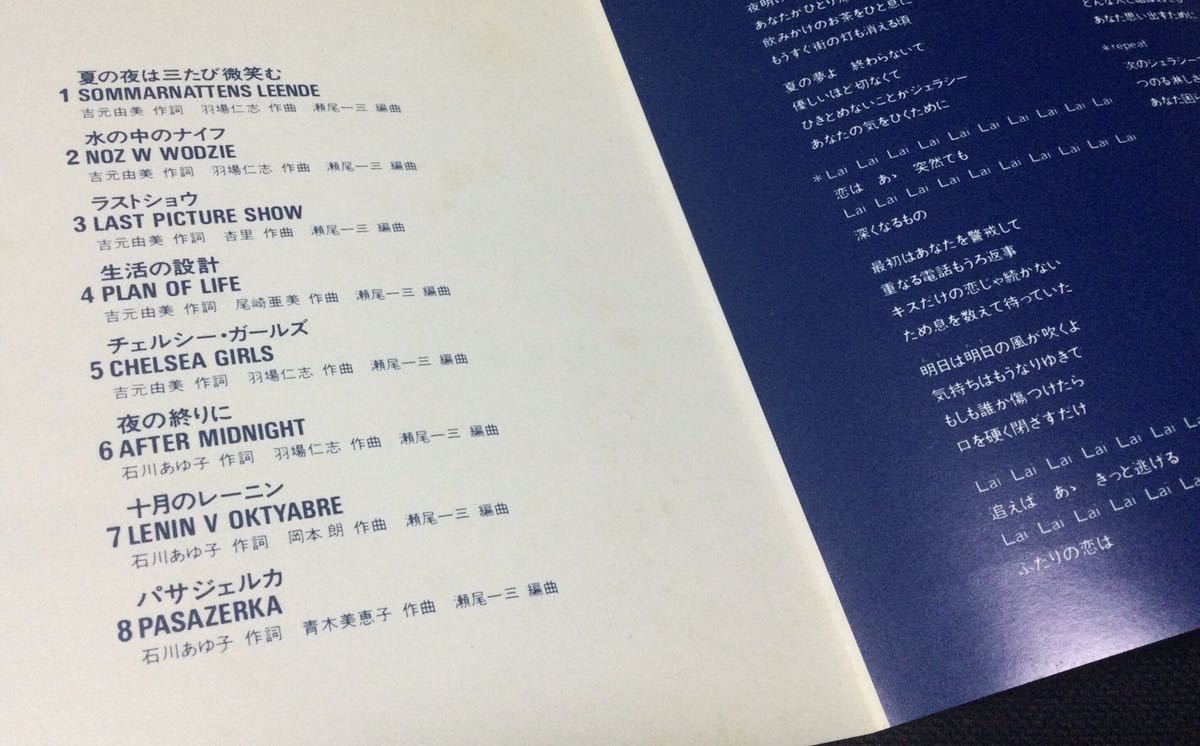 夏の夜は三たび微笑む
1 SOMMARNATTENS LEENDE
吉元由美 作詞 羽場仁志 作曲 瀬尾一三 編曲
水の中のナイフ
2 NOZ W WODZIE
吉元由美 作詞 羽場仁志 作曲 瀬尾一三 編曲
ラストショウ
3 LAST PICTURE SHOW
吉元由美 作詞 杏里 作曲 瀬尾一三 編曲
生活の設計
4 PLAN OF LIFE
吉元由美 作詞 尾崎亜美 作曲 瀬尾一三 編曲
チェルシー・ガールズ
5 CHELSEA GIRLS
吉元由美 作詞 羽場仁志 作曲 瀬尾一三 編曲
夜の終りに
6 AFTER MIDNIGHT
石川あゆ子 作詞 羽場仁志 作曲 瀬尾一三 編曲
十月のレーニン
7 LENIN V OKTYABRE
石川あゆ子 作詞 岡本朗 作曲 瀬尾一三 編曲
パサジェルカ
8 PASAZERKA
石川あゆ子 作詞 青木美恵子 作曲 瀬尾一三 編曲
夜明け
あなたがひとり
飲みかけのお茶をひと息に
もうすぐ街の灯も消える頃
夏の夢よ 終わらないで
優しいほど切なくて
ひきとめないことがジェラシー
あなたの気をひくために
*Lai Lai Lai Lai Lai Lai Lai Lai Lai
恋は あゝ 突然でも
Lai Lai Lai Lai Lai Lai Lai Lai Lai
深くなるもの
最初はあなたを警戒して
重なる電話もうろ返事
キスだけの恋じゃ続かない
ため息を数えて待っていた
明日は明日の風が吹くよ
気持ちはもうなりゆきで
もしも誰か傷つけたら
口を硬く閉ざすだけ
Lai Lai Lai Lai Lai Lai Lai
追えば あゝ きっと逃げる
Lai Lai Lai Lai Lai Lai
ふたりの恋は
あなた思い出すために
*repeat
次のジェラシー
つのる淋しさ
あなた困